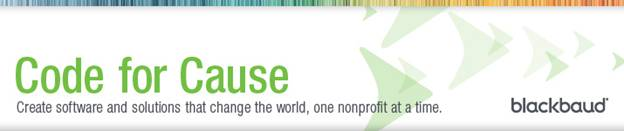 Code for Cause
Create software and solutions that change the world, one nonprofit at a time.
blackbaud